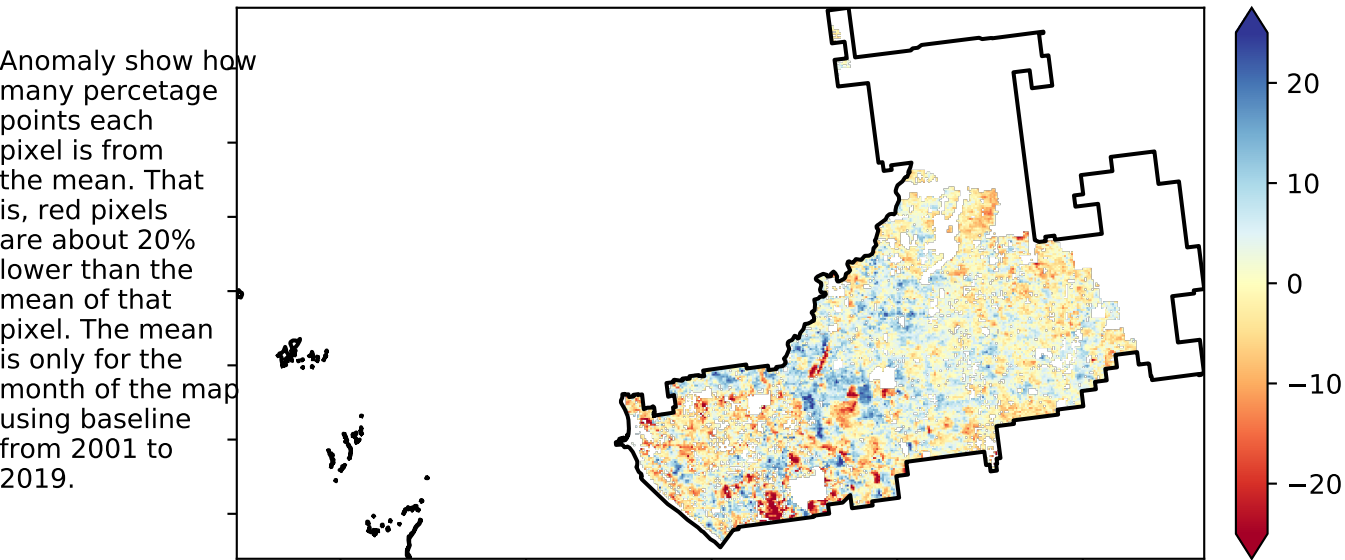 Anomaly show how
many percetage
points each
pixel is from
the mean. That
is, red pixels
are about 20%
lower than the
mean of that
pixel. The mean
is only for the
month of the map
using baseline
from 2001 to
2019.
20
10
0
−10
−20